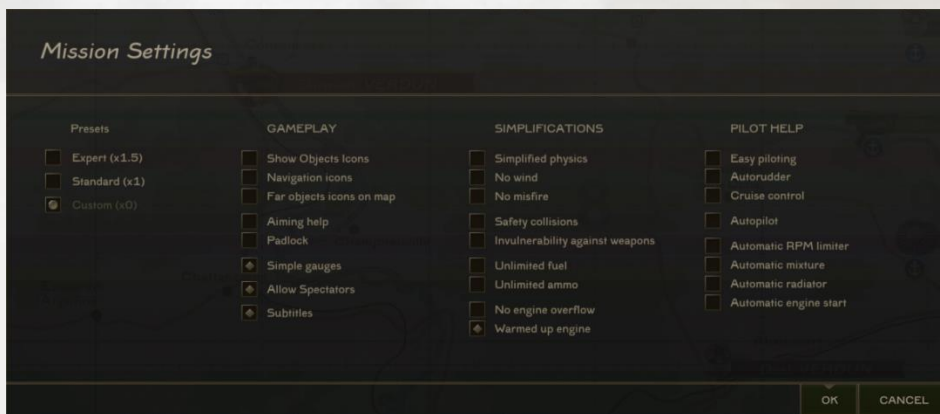 Mission Settings
Presets
Expert (x1.5)
Standard (x1)
Custom (x0)
GAMEPLAY
Show Objects Icons
Navigation icons
Far objects icons on map
Aiming help
Padlock
Simple gauges
Allow Spectators
Subtitles
SIMPLIFICATIONS
Simplified physics
No wind
No misfire
Safety collisions
Invulnerability against weapons
Unlimited fuel
Unlimited ammo
No engine overflow
Warmed up engine
PILOT HELP
Easy piloting
Autorudder
Cruise control
Autopilot
Automatic RPM limiter
Automatic mixture
Automatic radiator
Automatic engine start
OK
CANCEL